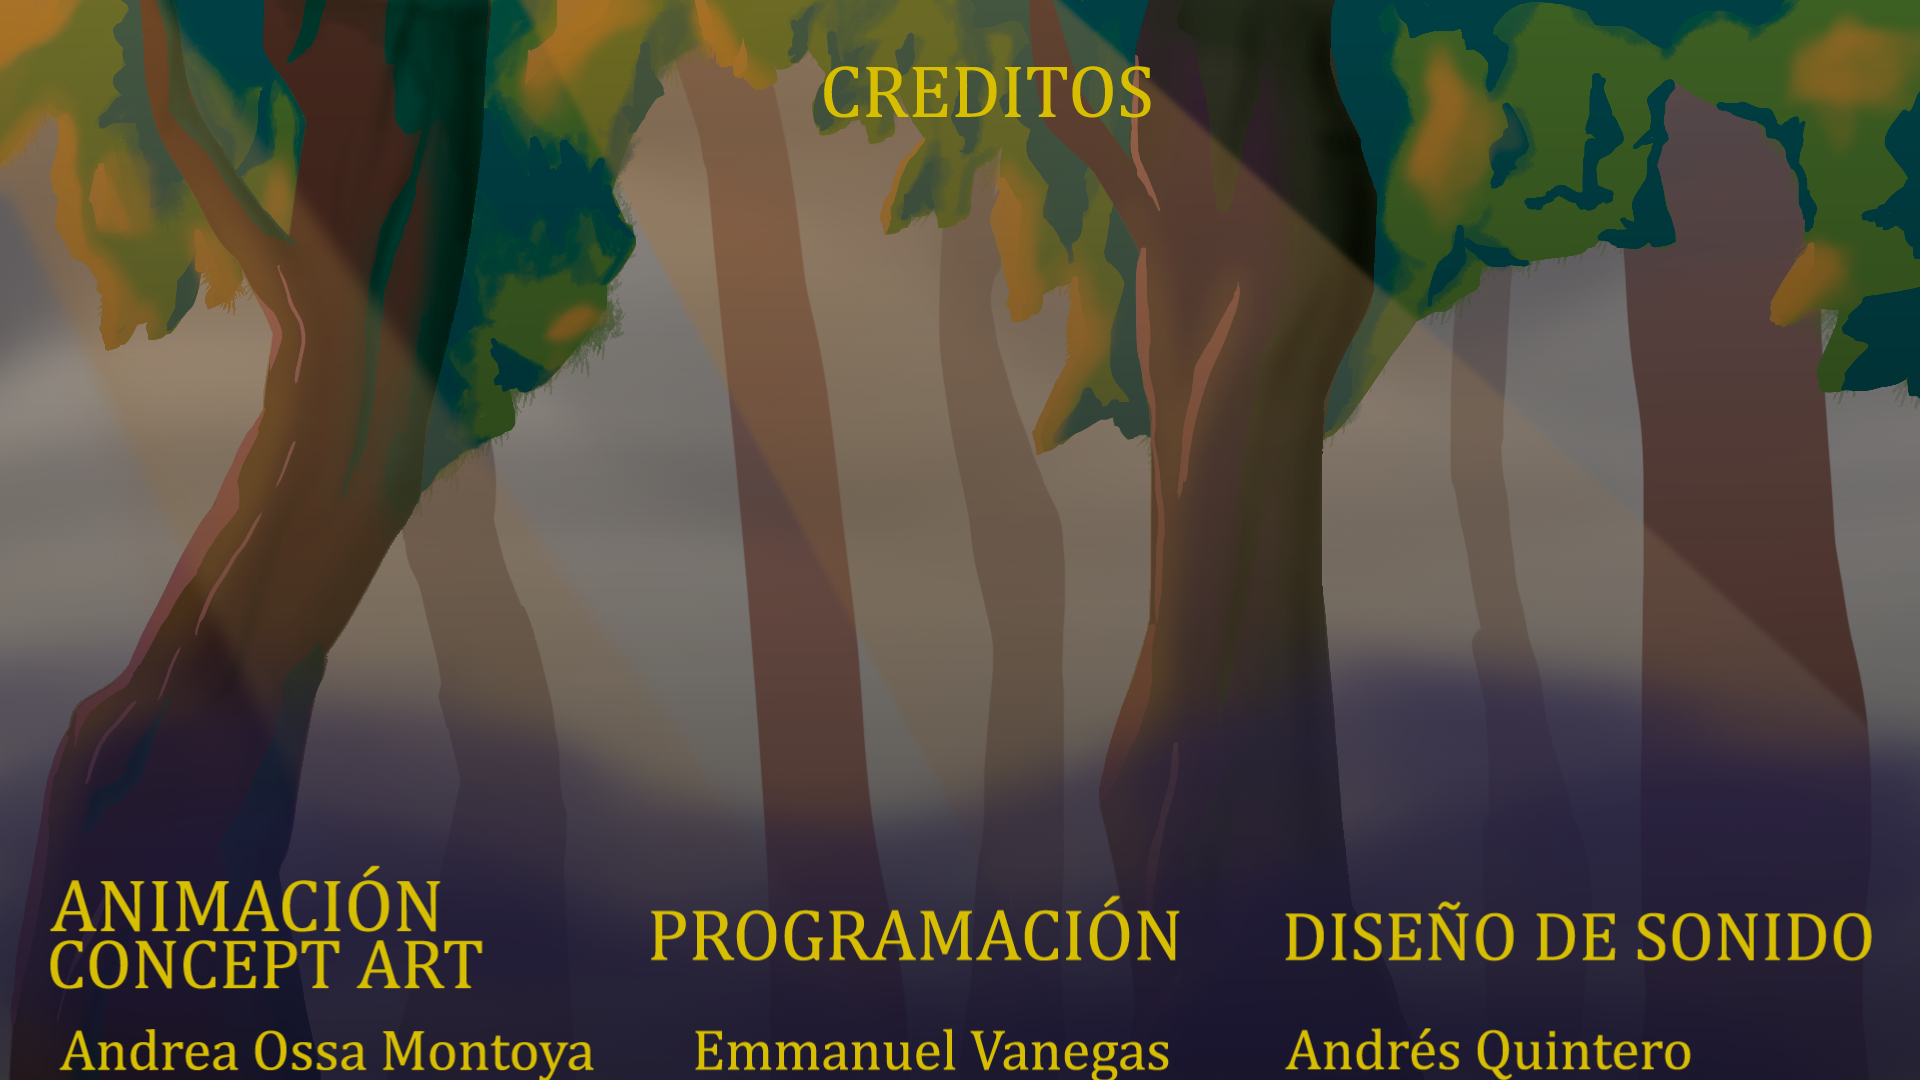 CREDITOS
ANIMACIÓN
CONCEPT ART
PROGRAMACIÓN
DISEÑO DE SONIDO
Andrea Ossa Montoya
Emmanuel Vanegas
Andrés Quintero